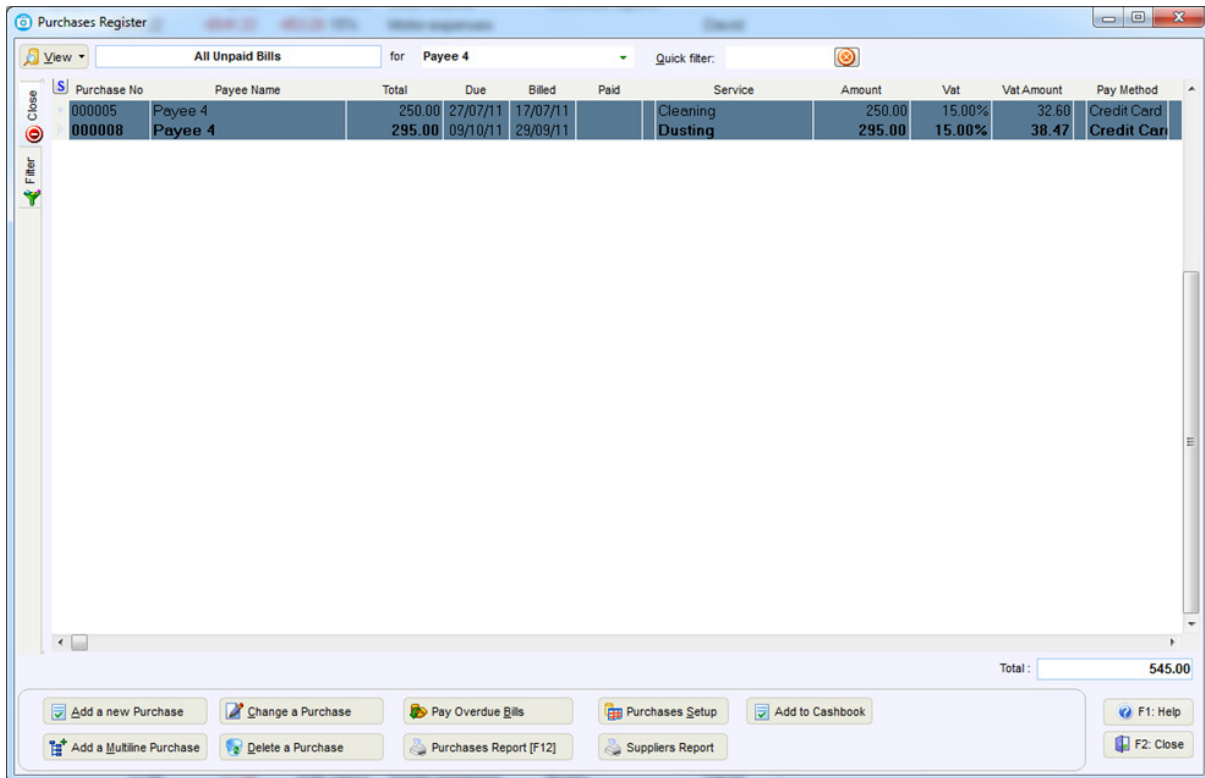 Purchases Register
View All Unpaid Bills for Payee 4 Quick filter:
S Purchase No Payee Name Total Due Billed Paid Service Amount Vat Vat Amount Pay Method
000005 Payee 4 250.00 27/07/11 17/07/11 Cleaning 250.00 15.00% 32.60 Credit Card
000008 Payee 4 295.00 09/10/11 29/09/11 Dusting 295.00 15.00% 38.47 Credit Car
Close
Filter
Total : 545.00
Add a new Purchase Change a Purchase Pay Overdue Bills Purchases Setup Add to Cashbook F1: Help
Add a Multiline Purchase Delete a Purchase Purchases Report [F12] Suppliers Report F2: Close